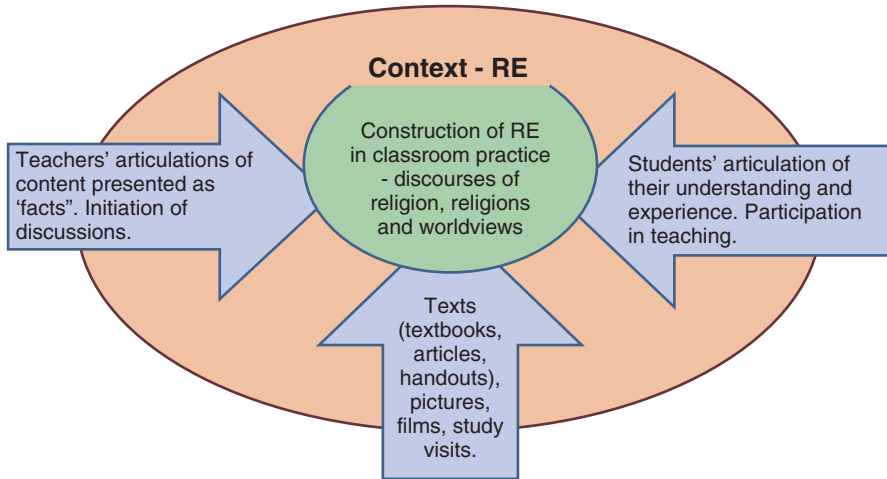 Context - RE
Construction of RE
in classroom practice
- discourses of
religion, religions
and worldviews
Teachers’ articulations of
content presented as
‘facts”. Initiation of
discussions.
Students’ articulation of
their understanding and
experience. Participation
in teaching.
Texts
(textbooks,
articles,
handouts),
pictures,
films, study
visits.